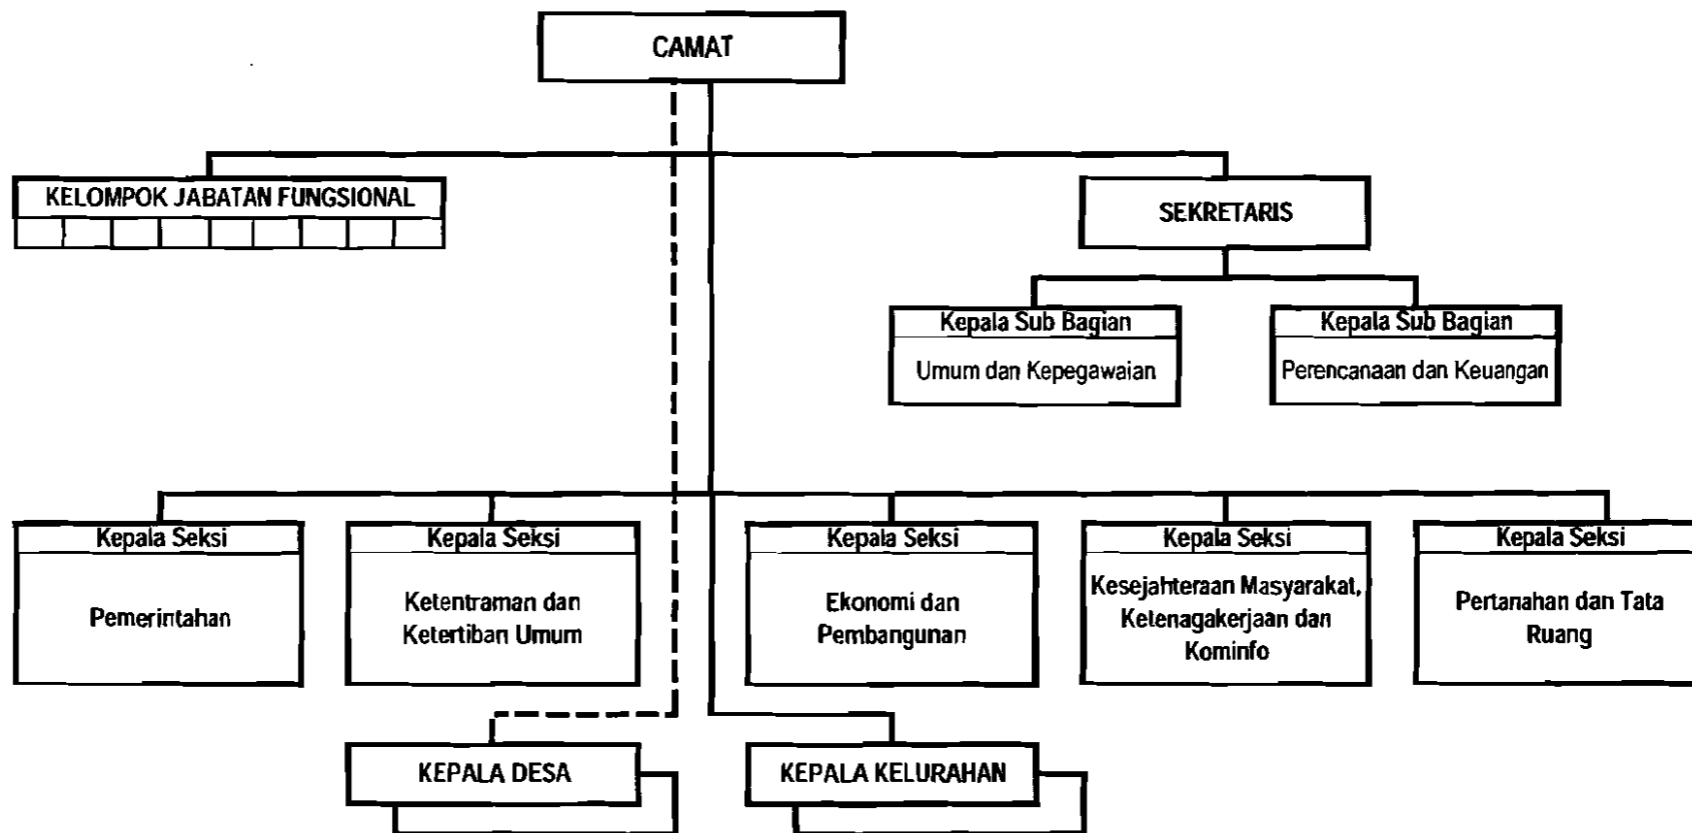 CAMAT
KELOMPOK JABATAN FUNGSIONAL
SEKRETARIS
Kepala Sub Bagian
Umum dan Kepegawaian
Kepala Sub Bagian
Perencanaan dan Keuangan
Kepala Seksi
Pemerintahan
Kepala Seksi
Ketentraman dan
Ketertiban Umum
Kepala Seksi
Ekonomi dan
Pembangunan
Kepala Seksi
Kesejahteraan Masyarakat,
Ketenagakerjaan dan
Kominfo
Kepala Seksi
Pertanahan dan Tata
Ruang
KEPALA DESA
KEPALA KELURAHAN